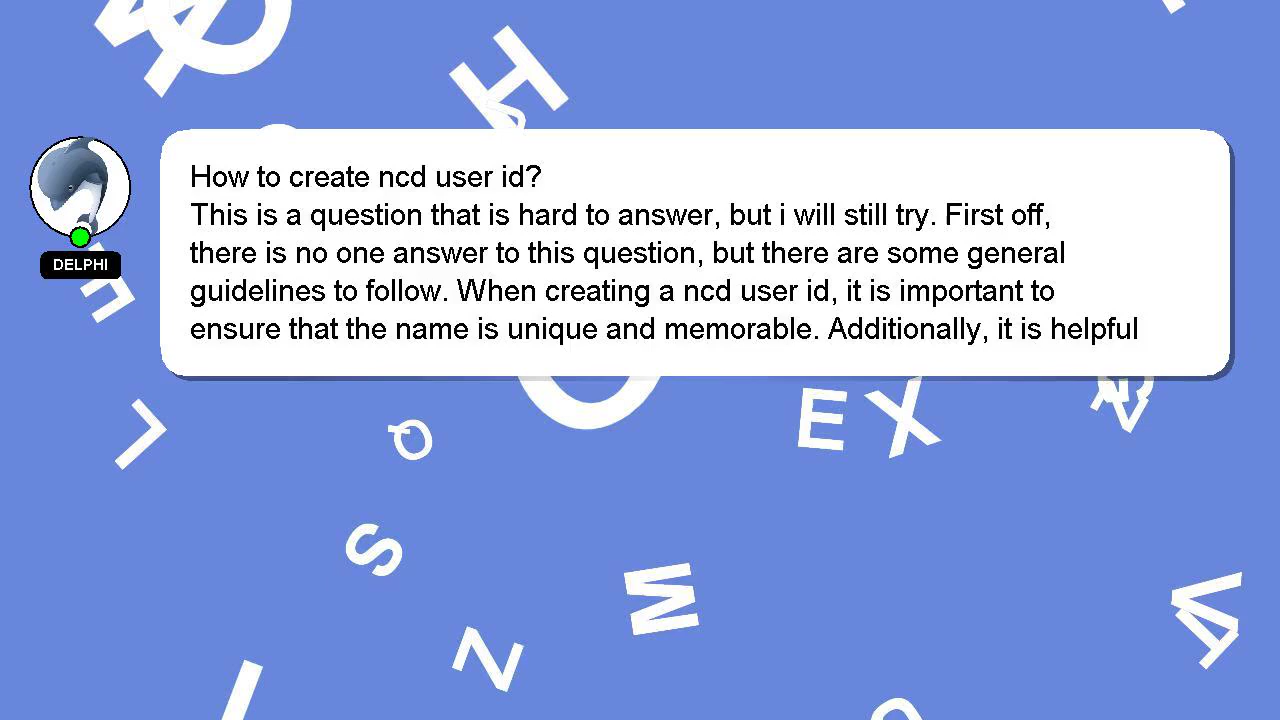 How to create ncd user id?
This is a question that is hard to answer, but i will still try. First off,
there is no one answer to this question, but there are some general
guidelines to follow. When creating a ncd user id, it is important to
ensure that the name is unique and memorable. Additionally, it is helpful
DELPHI
H
L
Q
E X
S
M
Z
V